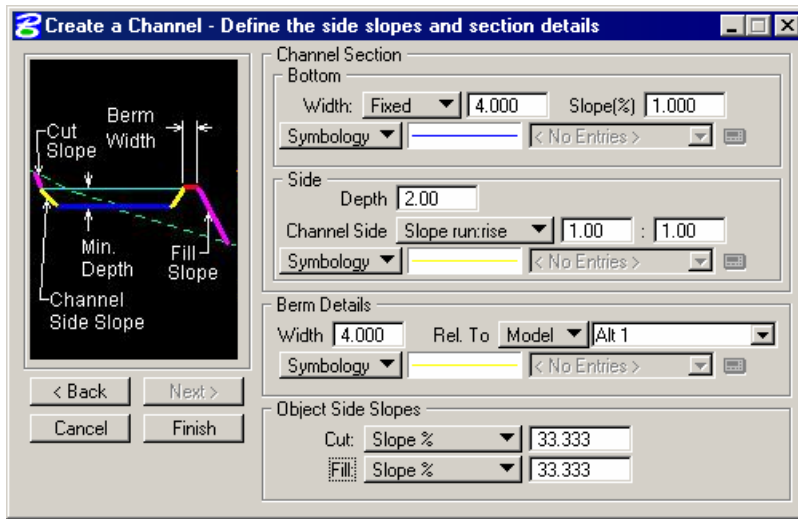 Create a Channel - Define the side slopes and section details
Cut
Slope
Berm
Width
Min.
Depth
Fill
Slope
Channel
Side Slope
< Back Next >
Cancel Finish
Channel Section
Bottom
Width: Fixed 4.000 Slope(%) 1.000
Symbology < No Entries >
Side
Depth 2.00
Channel Side Slope run:rise 1.00 : 1.00
Symbology < No Entries >
Berm Details
Width 4.000 Rel. To Model Alt 1
Symbology < No Entries >
Object Side Slopes
Cut: Slope % 33.333
Fill: Slope % 33.333